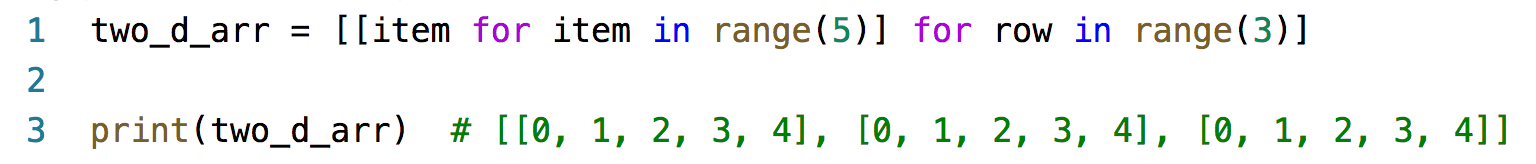 1 two_d_arr = [[item for item in range(5)] for row in range(3)]
2
3 print(two_d_arr)  # [[0, 1, 2, 3, 4], [0, 1, 2, 3, 4], [0, 1, 2, 3, 4]]